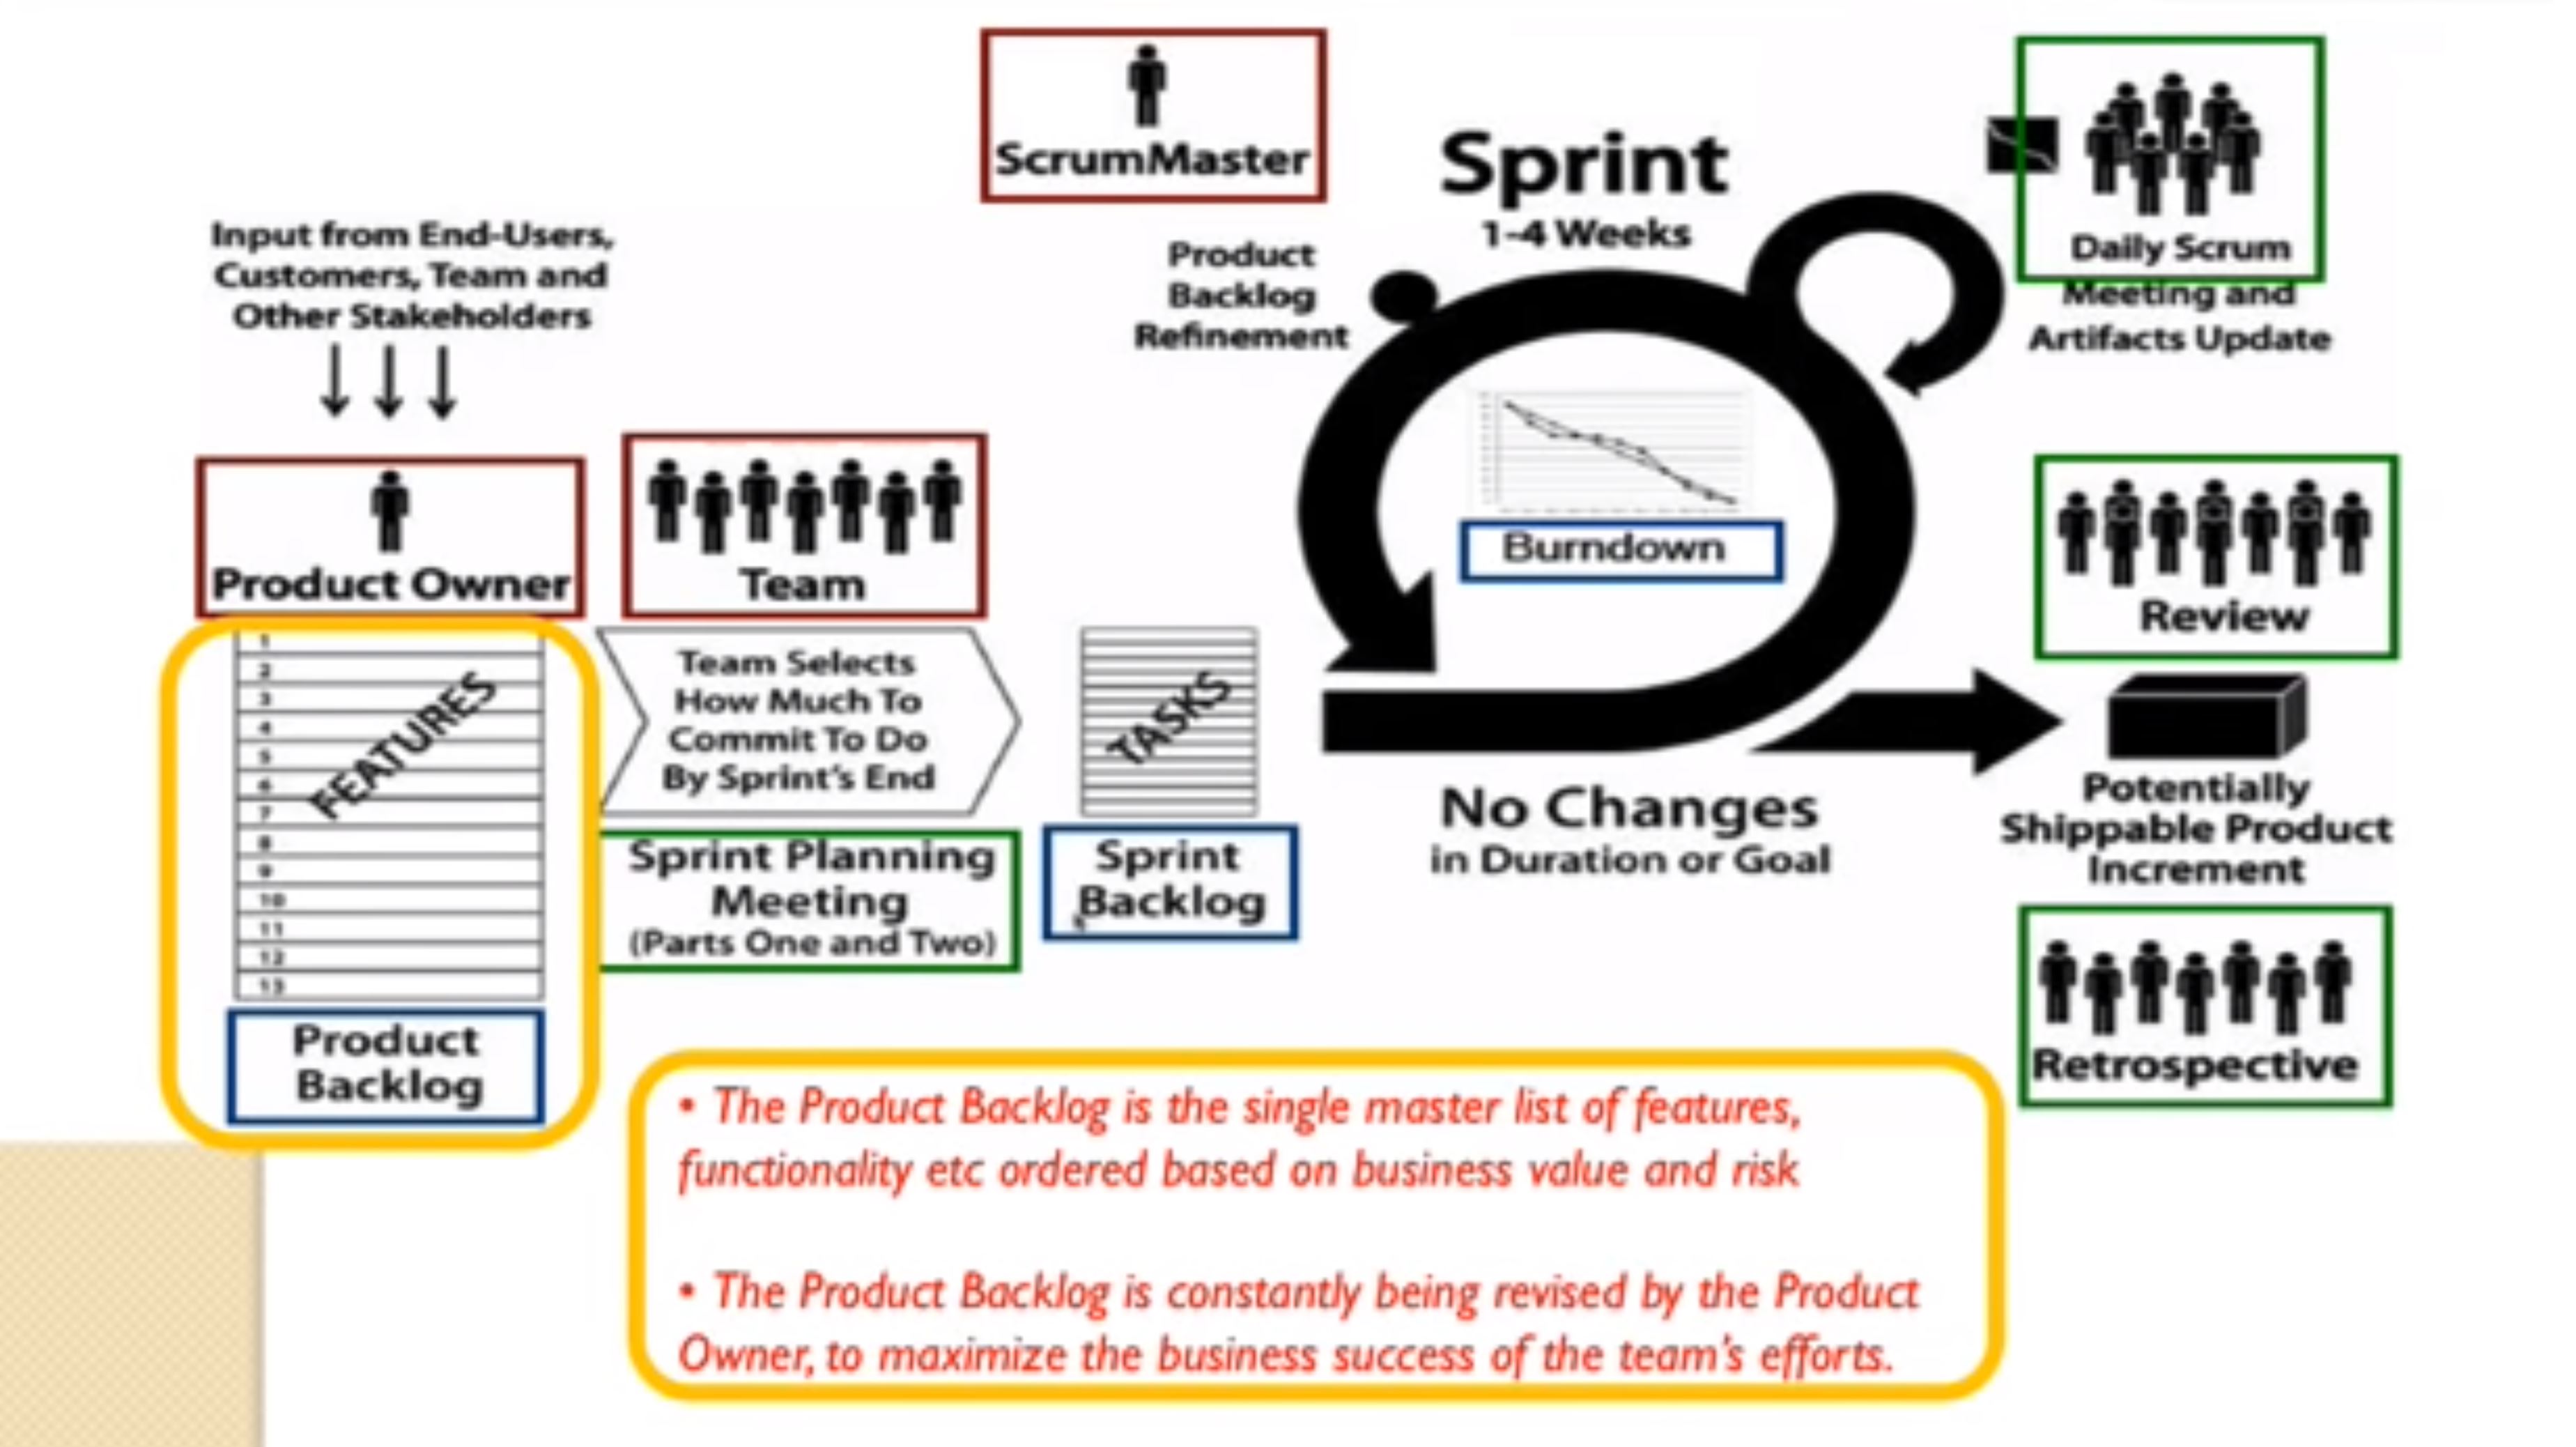 ScrumMaster
Sprint
1-4 Weeks
Product
Backlog
Refinement
Daily Scrum
Meeting and
Artifacts Update
Input from End-Users,
Customers, Team and
Other Stakeholders
Product Owner
Team
Burndown
Review
1
2
3
4
5
6
7
8
9
10
11
12
13
FEATURES
Product
Backlog
Team Selects
How Much To
Commit To Do
By Sprint's End
Sprint Planning
Meeting
(Parts One and Two)
TASKS
Sprint
Backlog
No Changes
in Duration or Goal
Potentially
Shippable Product
Increment
Retrospective
• The Product Backlog is the single master list of features,
functionality etc ordered based on business value and risk
• The Product Backlog is constantly being revised by the Product
Owner, to maximize the business success of the team's efforts.